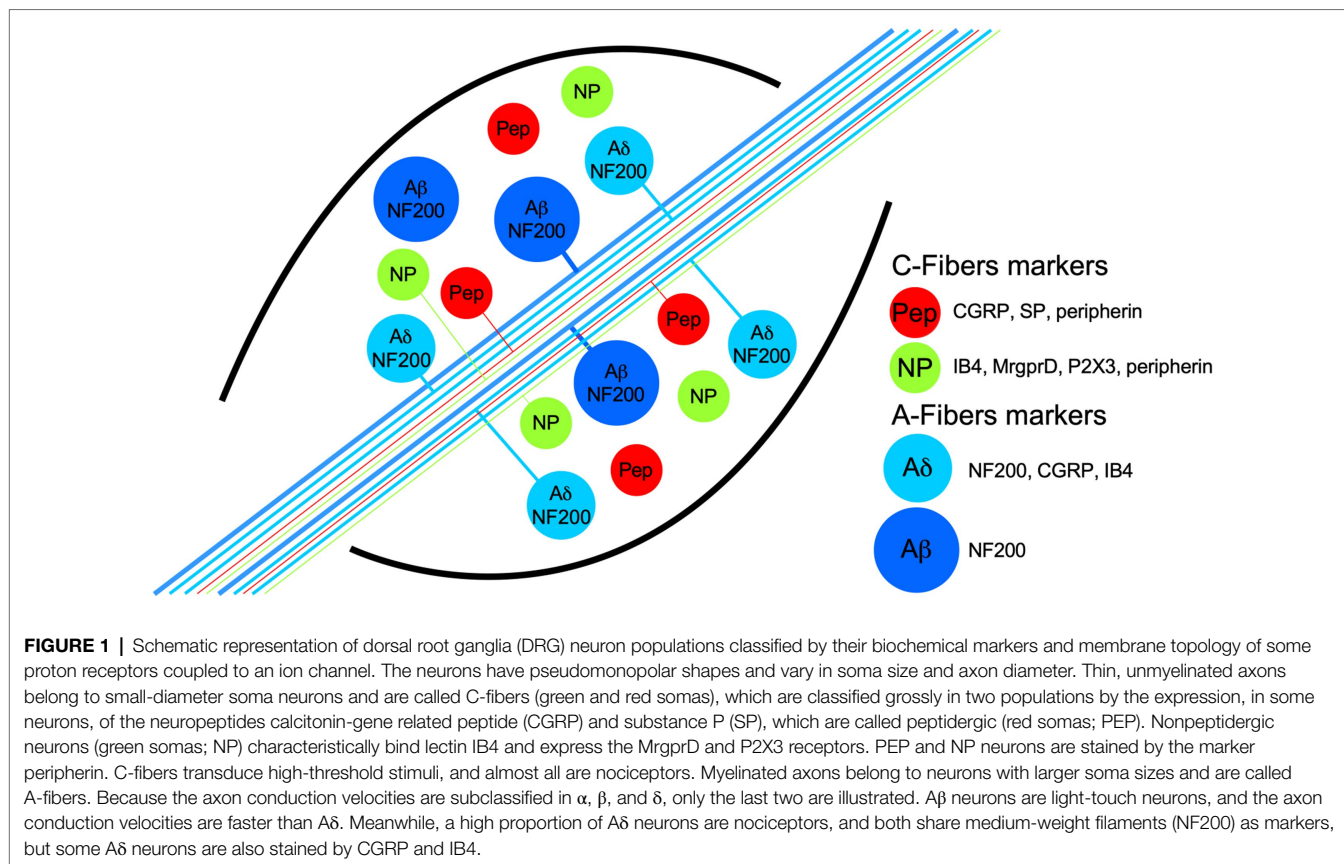 NP
Pep
Aδ
NF200
Aβ
NF200
Aβ
NF200
NP
Pep
Pep
Aδ
NF200
Aδ
NF200
Aβ
NF200
NP
NP
Pep
Aδ
NF200
C-Fibers markers
Pep CGRP, SP, peripherin
NP IB4, MrgprD, P2X3, peripherin
A-Fibers markers
Aδ NF200, CGRP, IB4
Aβ NF200
FIGURE 1 | Schematic representation of dorsal root ganglia (DRG) neuron populations classified by their biochemical markers and membrane topology of some
proton receptors coupled to an ion channel. The neurons have pseudomonopolar shapes and vary in soma size and axon diameter. Thin, unmyelinated axons
belong to small-diameter soma neurons and are called C-fibers (green and red somas), which are classified grossly in two populations by the expression, in some
neurons, of the neuropeptides calcitonin-gene related peptide (CGRP) and substance P (SP), which are called peptidergic (red somas; PEP). Nonpeptidergic
neurons (green somas; NP) characteristically bind lectin IB4 and express the MrgprD and P2X3 receptors. PEP and NP neurons are stained by the marker
peripherin. C-fibers transduce high-threshold stimuli, and almost all are nociceptors. Myelinated axons belong to neurons with larger soma sizes and are called
A-fibers. Because the axon conduction velocities are subclassified in α, β, and δ, only the last two are illustrated. Aβ neurons are light-touch neurons, and the axon
conduction velocities are faster than Aδ. Meanwhile, a high proportion of Aδ neurons are nociceptors, and both share medium-weight filaments (NF200) as markers,
but some Aδ neurons are also stained by CGRP and IB4.